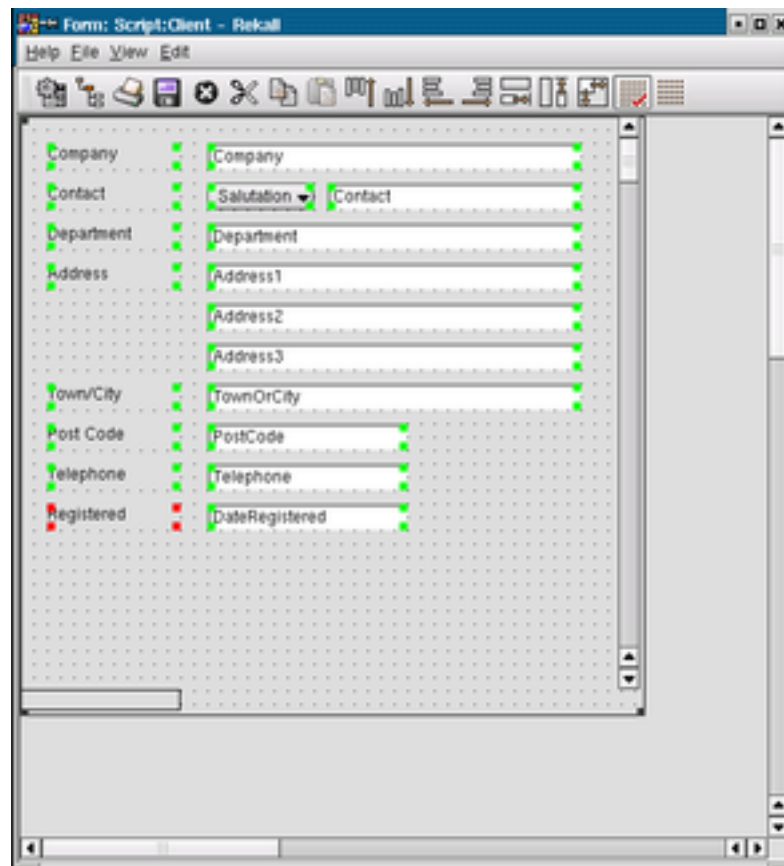 Form: Script:Client - Rekall
Help File View Edit
Company Company
Contact Salutation Contact
Department Department
Address Address1
Address2
Address3
Town/City TownOrCity
Post Code PostCode
Telephone Telephone
Registered DateRegistered